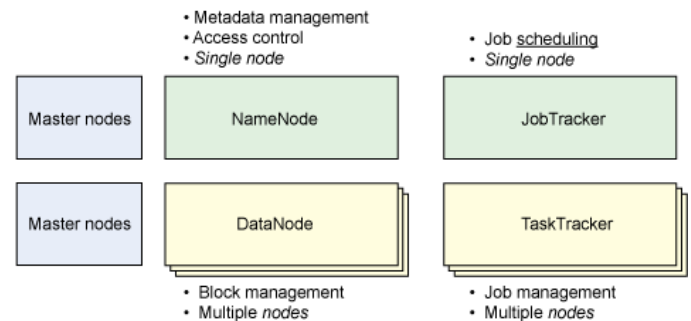 • Metadata management
• Access control
• Single node
• Job scheduling
• Single node
Master nodes
NameNode
JobTracker
Master nodes
DataNode
TaskTracker
• Block management
• Multiple nodes
• Job management
• Multiple nodes